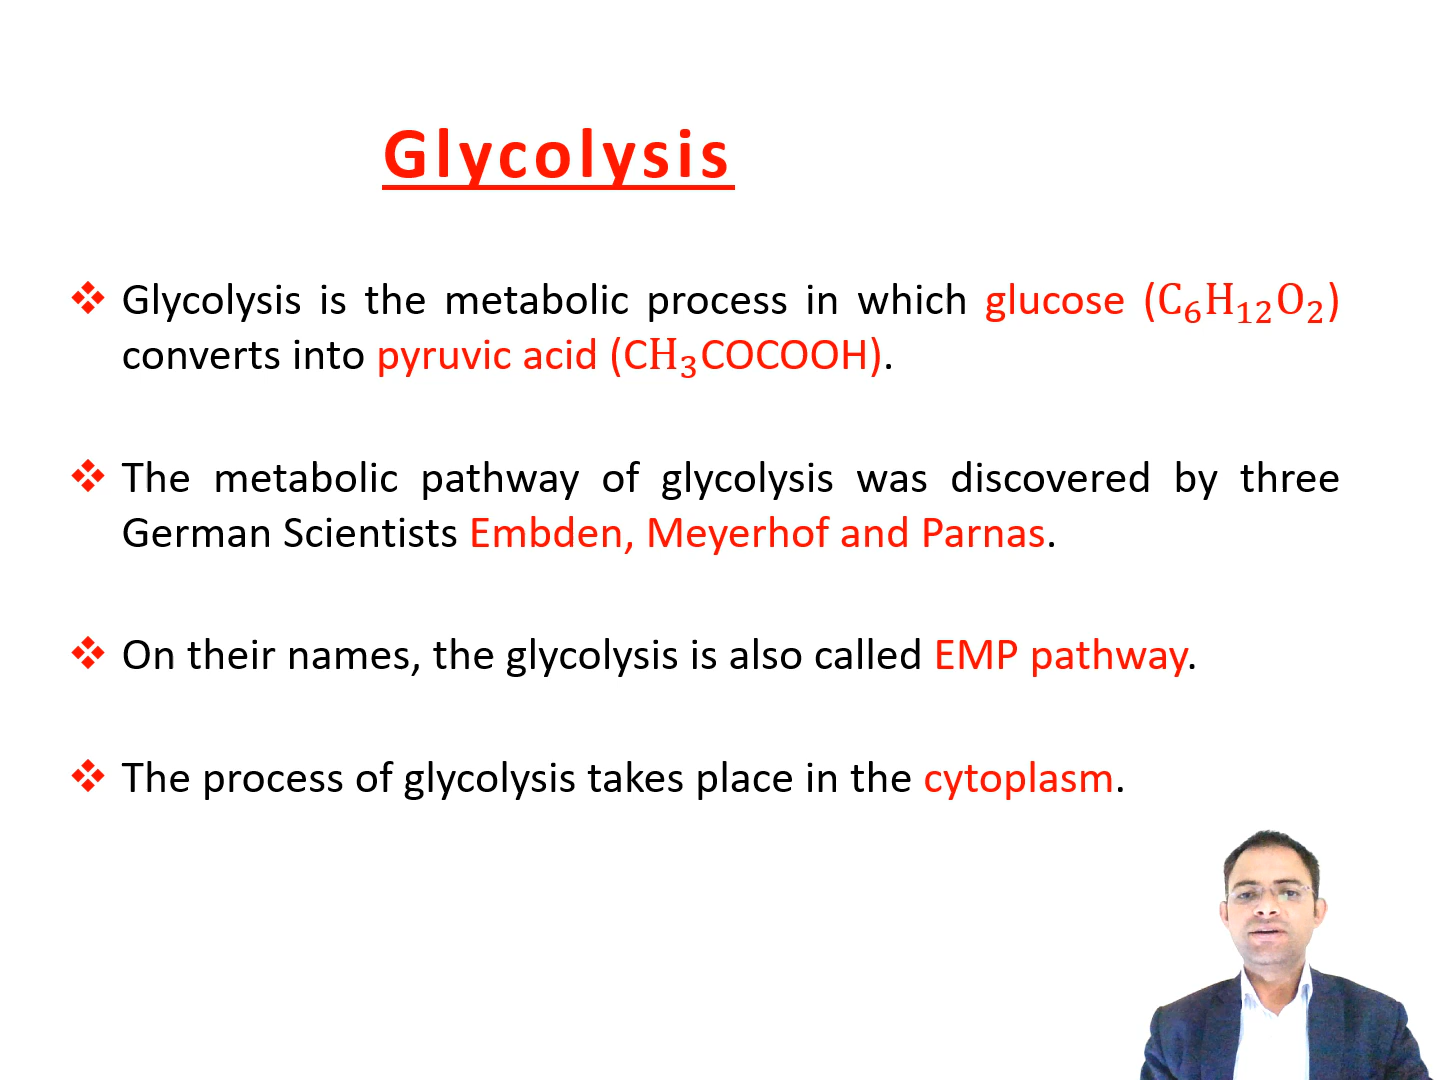 Glycolysis
❖ Glycolysis is the metabolic process in which glucose (C₆H₁₂O₂)
converts into pyruvic acid (CH₃COCOOH).
❖ The metabolic pathway of glycolysis was discovered by three
German Scientists Embden, Meyerhof and Parnas.
❖ On their names, the glycolysis is also called EMP pathway.
❖ The process of glycolysis takes place in the cytoplasm.